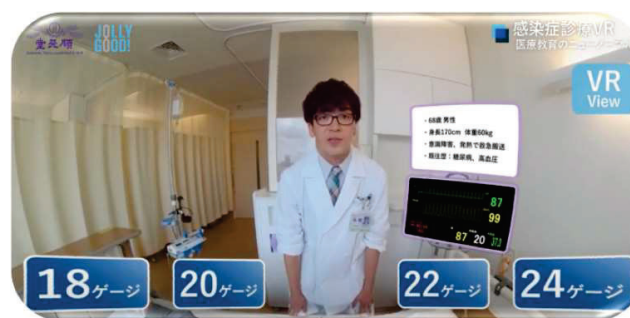 JOLLY
GOOD!
感染症診療VR
VR
View
・68歳 男性
・身長170cm 体重60kg
・意識障害、発熱で救急搬送
・既往歴：糖尿病、高血圧
87
99
87 20
18ゲージ
20ゲージ
22ゲージ
24ゲージ